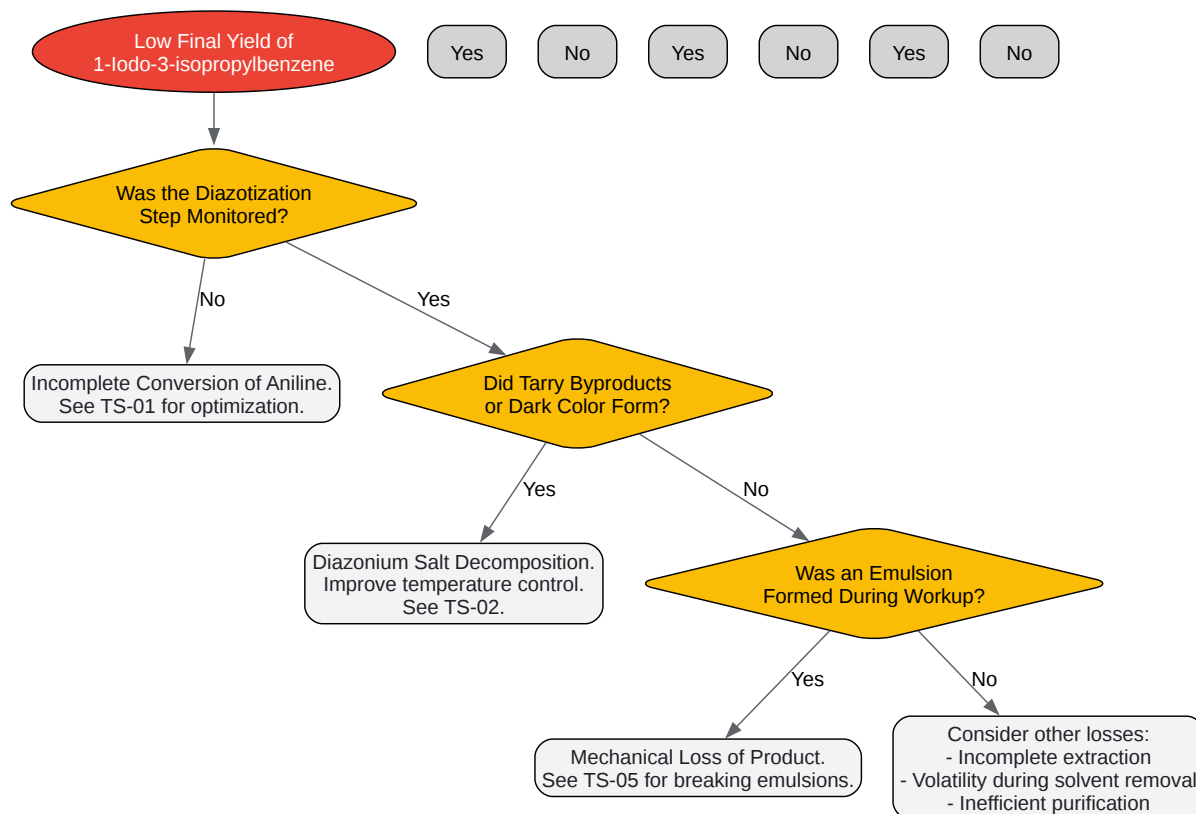 Low Final Yield of
1-Iodo-3-isopropylbenzene
Yes
No
Yes
No
Yes
No
Was the Diazotization
Step Monitored?
No
Yes
Incomplete Conversion of Aniline.
See TS-01 for optimization.
Did Tarry Byproducts
or Dark Color Form?
Yes
No
Diazonium Salt Decomposition.
Improve temperature control.
See TS-02.
Was an Emulsion
Formed During Workup?
Yes
No
Mechanical Loss of Product.
See TS-05 for breaking emulsions.
Consider other losses:
- Incomplete extraction
- Volatility during solvent removal
- Inefficient purification